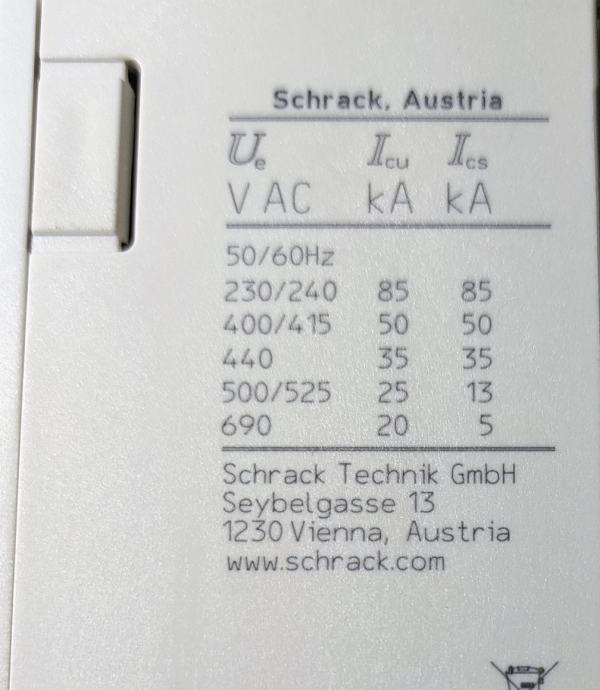 Schrack, Austria
Ue Icu Ics
V AC kA kA
50/60Hz
230/240 85 85
400/415 50 50
440 35 35
500/525 25 13
690 20 5
Schrack Technik GmbH
Seybelgasse 13
1230 Vienna, Austria
www.schrack.com